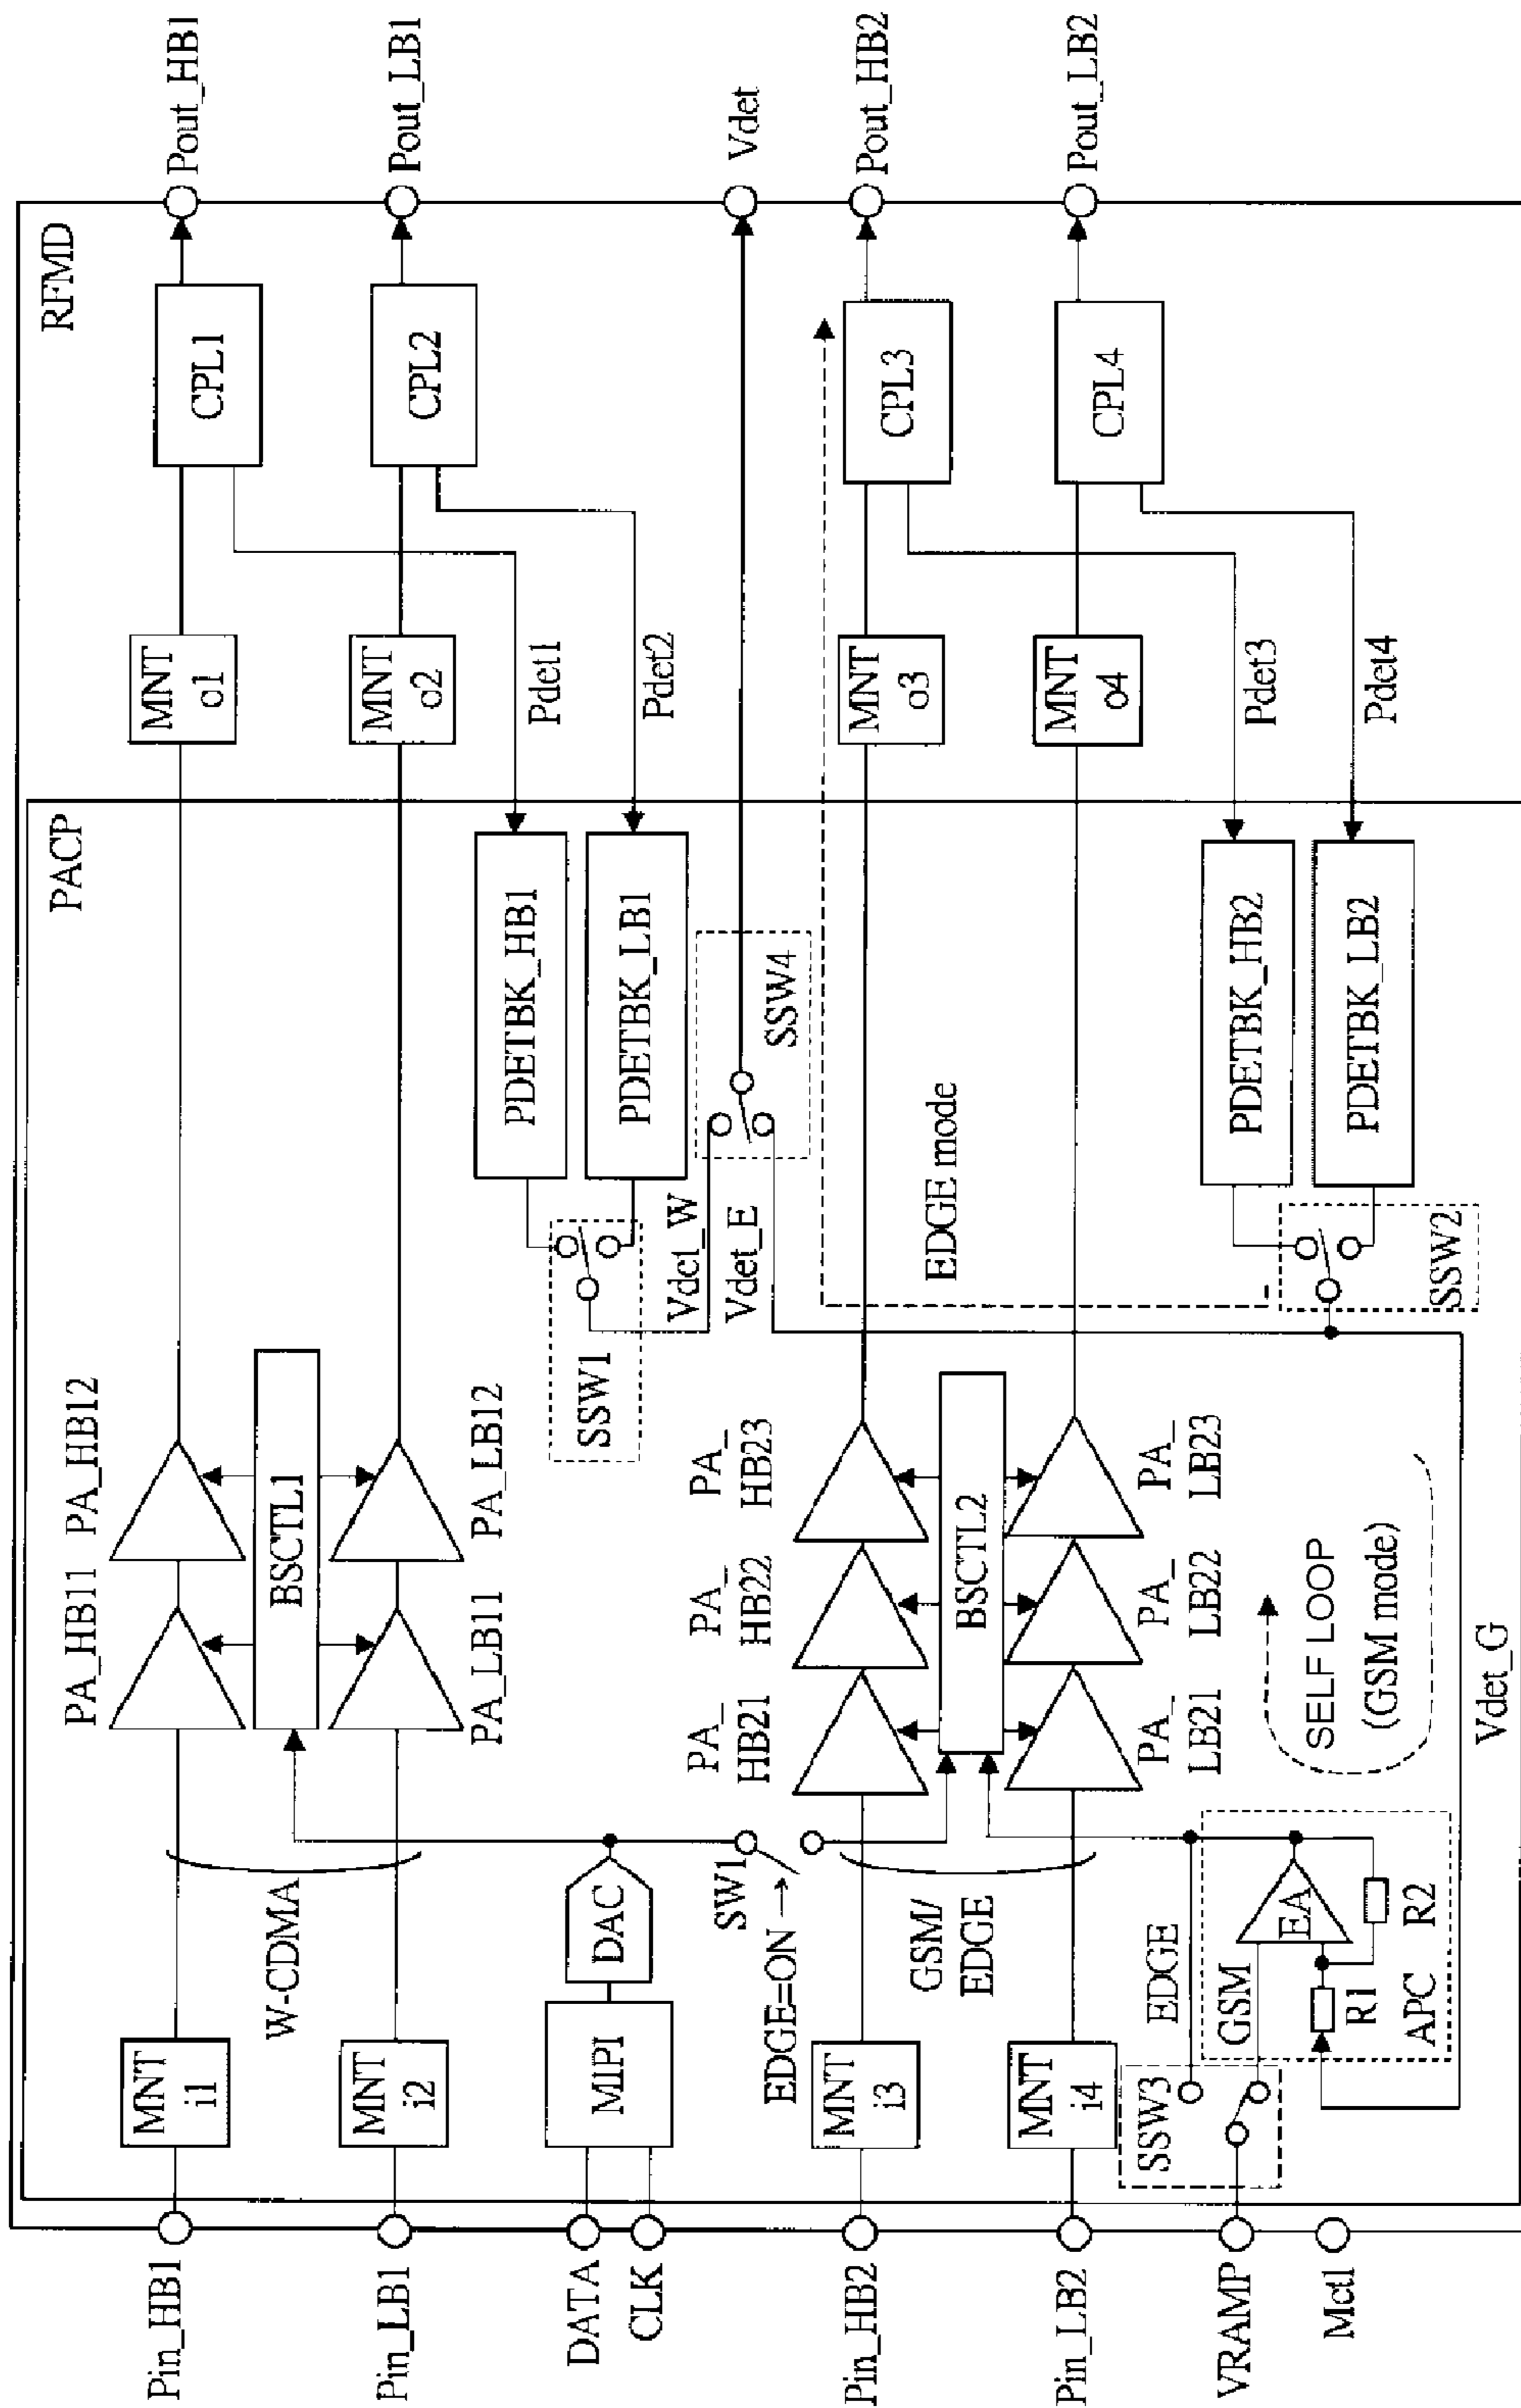 RFMD
PACP
Pin_HB1
MNT
i1
PA_HB11
PA_HB12
MNT
o1
CPL1
Pout_HB1
W-CDMA
BSCTL1
Pin_LB1
MNT
i2
PA_LB11
PA_LB12
MNT
o2
CPL2
Pout_LB1
Pdet1
Pdet2
PDETBK_HB1
PDETBK_LB1
SSW1
DATA
CLK
MIPI
DAC
Vdct_W
Vdet_E
SSW4
Vdet
SW1
EDGE=ON
PA_
HB21
PA_
HB22
PA_
HB23
Pin_HB2
MNT
i3
MNT
o3
CPL3
Pout_HB2
GSM/
EDGE
BSCTL2
EDGE mode
Pin_LB2
MNT
i4
PA_
LB21
PA_
LB22
PA_
LB23
MNT
o4
CPL4
Pout_LB2
Pdet3
Pdet4
PDETBK_HB2
PDETBK_LB2
SSW2
SSW3
EDGE
GSM
VRAMP
EA
R1
R2
APC
SELF LOOP
(GSM mode)
Mctl
Vdet_G